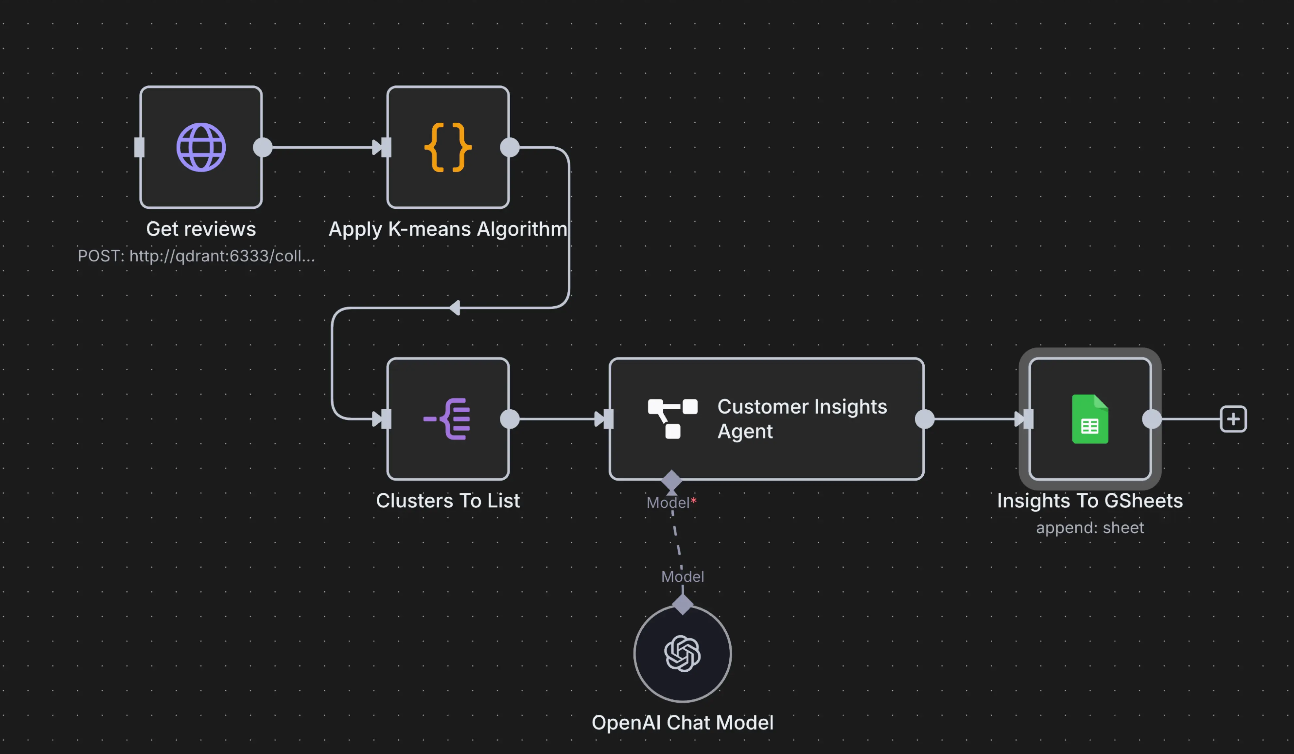 Get reviews
POST: http://qdrant:6333/coll...
Apply K-means Algorithm
Clusters To List
Customer Insights
Agent
Model*
Insights To GSheets
append: sheet
Model
OpenAI Chat Model